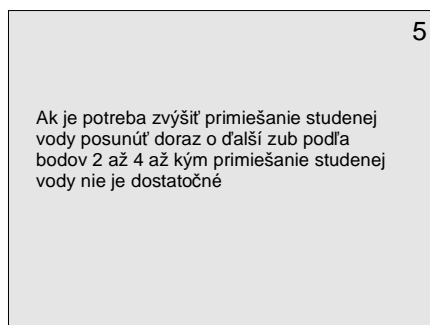 5
Ak je potreba zvýšiť primiešanie studenej
vody posunúť doraz o ďalší zub podľa
bodov 2 až 4 až kým primiešanie studenej
vody nie je dostatočné